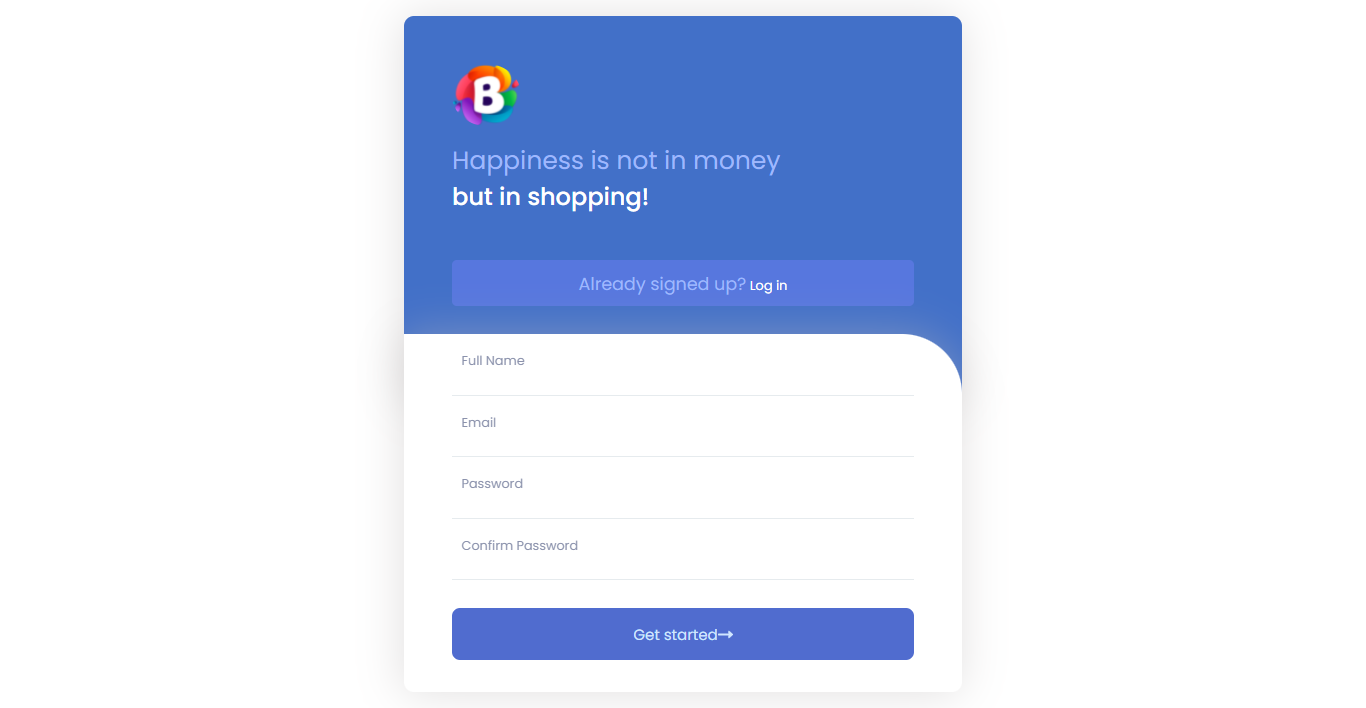 B
Happiness is not in money
but in shopping!
Already signed up? Log in
Full Name
Email
Password
Confirm Password
Get started→